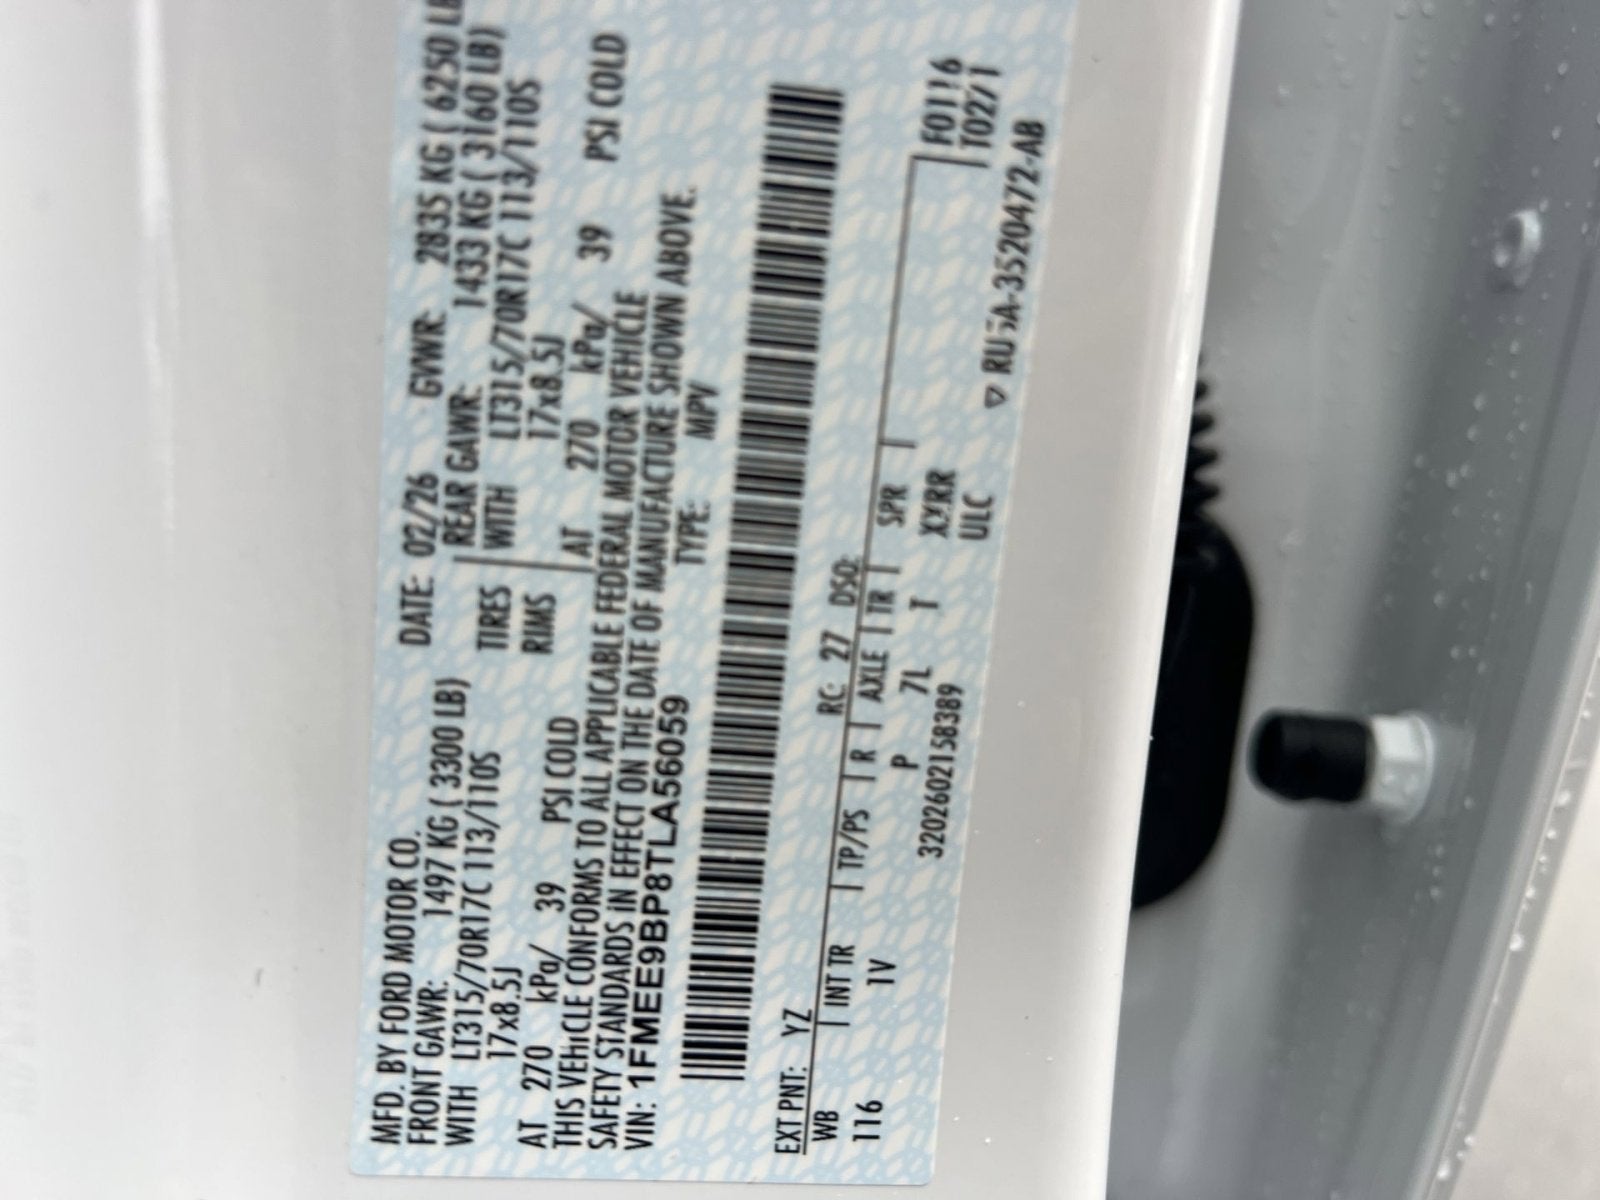 MFD. BY FORD MOTOR CO.
DATE: 02/26 GVWR: 2835 KG ( 6250 LB
FRONT GAWR: 1497 KG ( 3300 LB)
REAR GAWR: 1433 KG ( 3160 LB)
WITH LT315/70R17C 113/110S
TIRES
WITH LT315/70R17C 113/110S
17x8.5J
RIMS
17x8.5J
AT 270 kPa/ 39 PSI COLD
AT 270 kPa/ 39 PSI COLD
THIS VEHICLE CONFORMS TO ALL APPLICABLE FEDERAL MOTOR VEHICLE
SAFETY STANDARDS IN EFFECT ON THE DATE OF MANUFACTURE SHOWN ABOVE.
VIN: 1FMEE9BP8TLA56059
TYPE: MPV
EXT PNT: YZ RC: 27 DSO:
WB INT TR TP/PS R AXLE TR SPR
F0116
T0271
116 1V P 7L T XYRR
3202602158389 ULC
▽ RU5A-3520472-AB